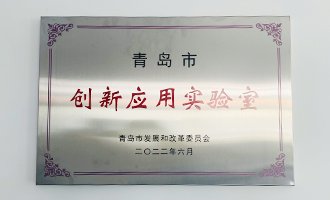 青岛市
创新应用实验室
青岛市发展和改革委员会
二〇二二年六月